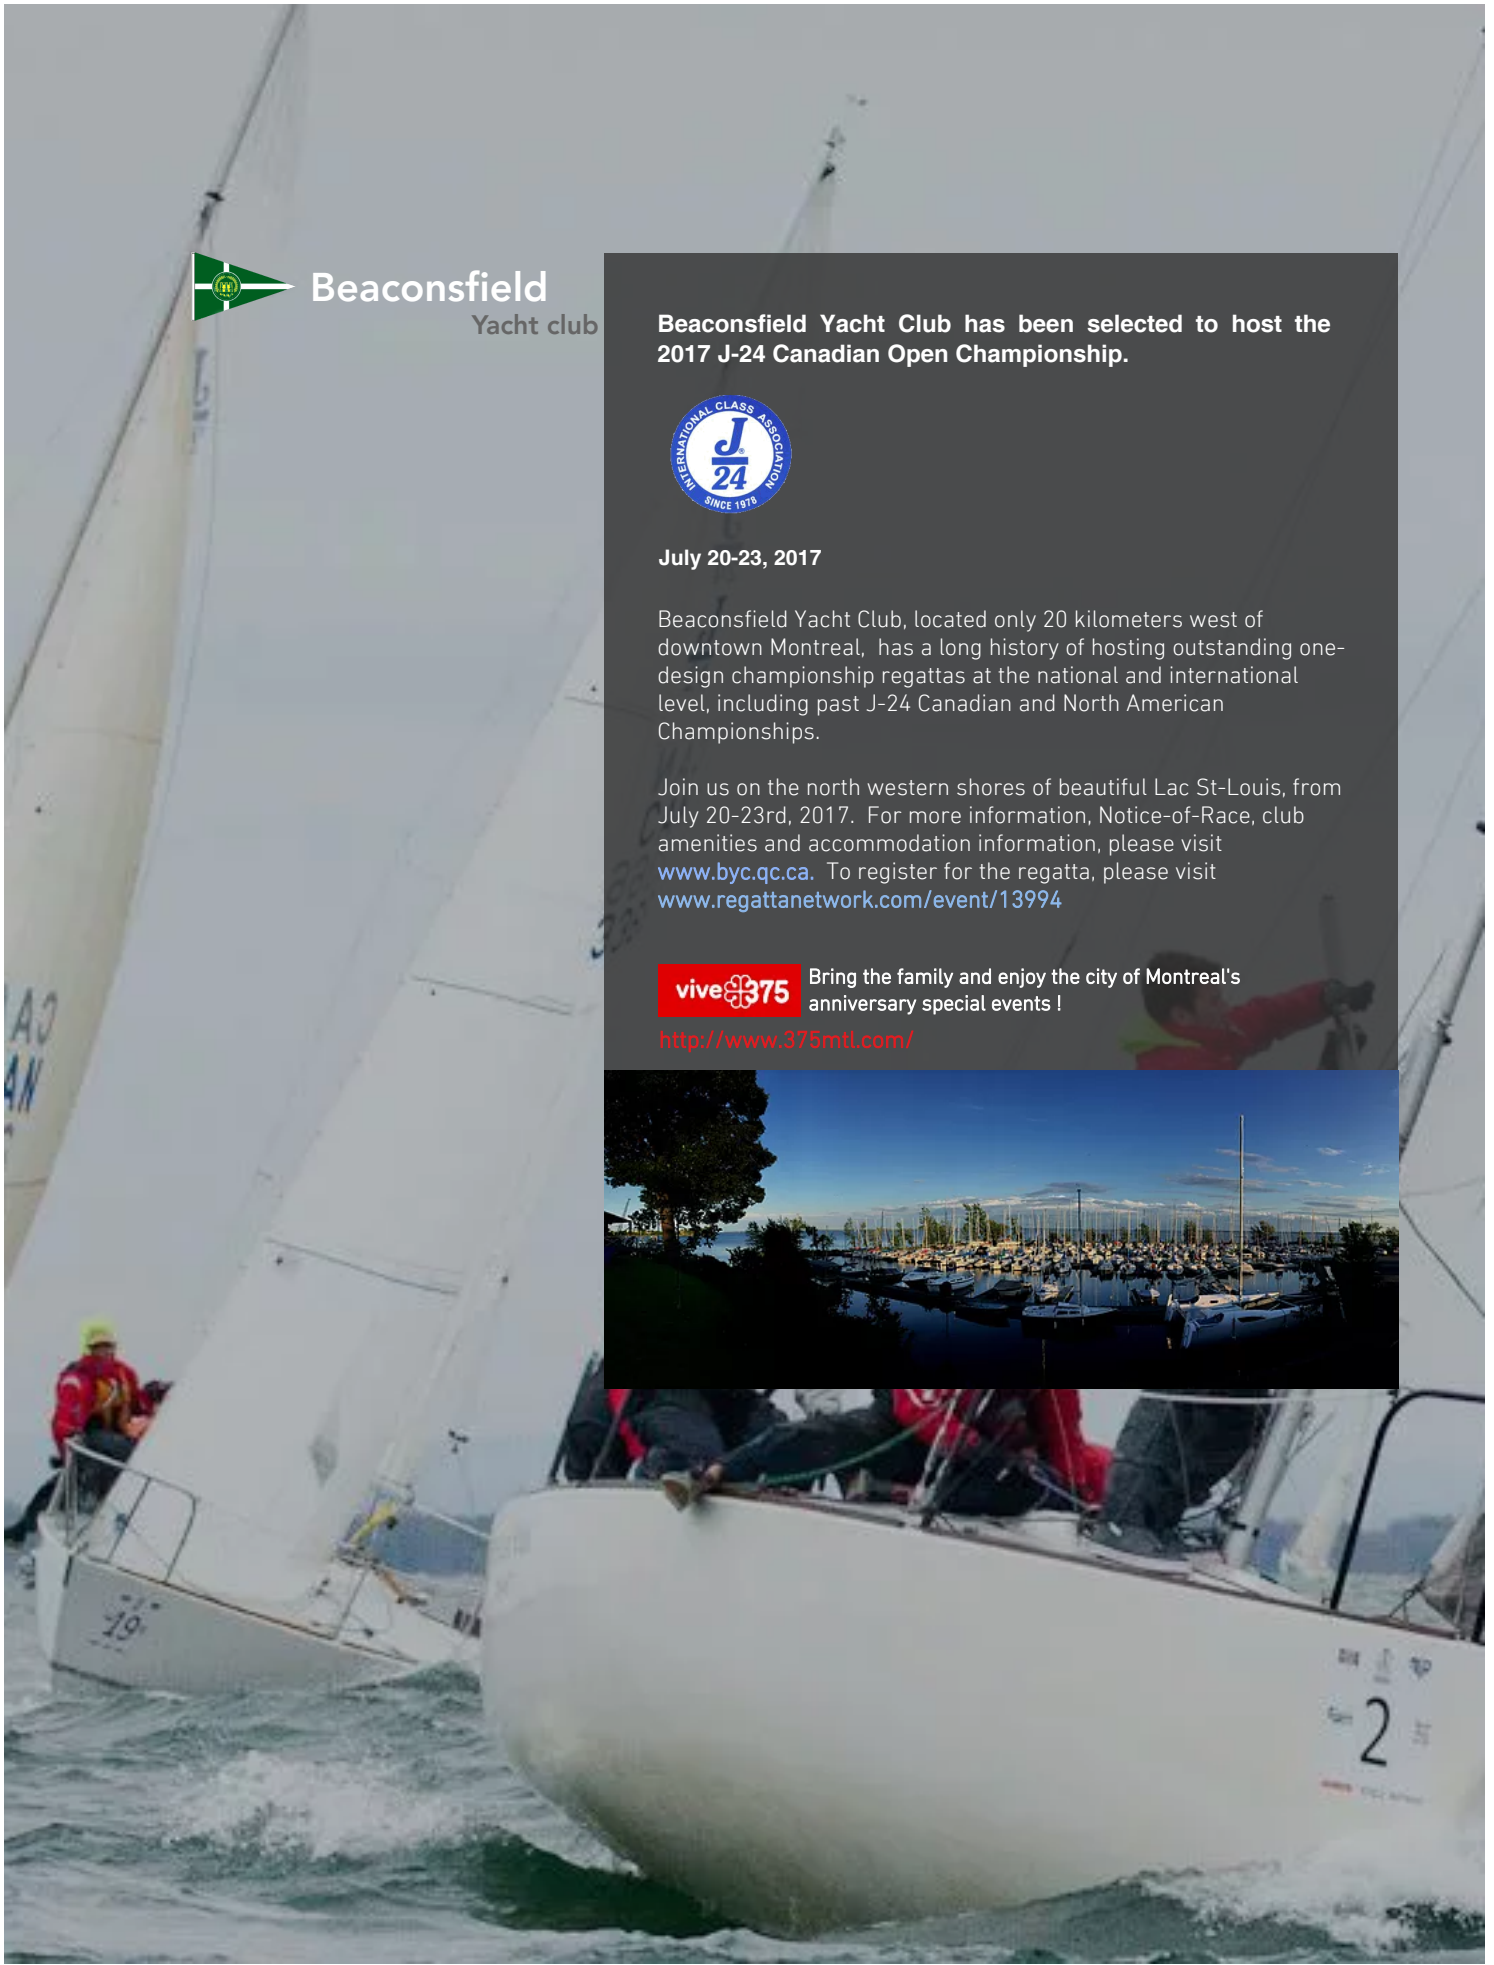 Beaconsfield
Yacht club
Beaconsfield Yacht Club has been selected to host the
2017 J-24 Canadian Open Championship.
INTERNATIONAL CLASS ASSOCIATION
J
24
SINCE 1978
July 20-23, 2017
Beaconsfield Yacht Club, located only 20 kilometers west of
downtown Montreal, has a long history of hosting outstanding one-
design championship regattas at the national and international
level, including past J-24 Canadian and North American
Championships.
Join us on the north western shores of beautiful Lac St-Louis, from
July 20-23rd, 2017. For more information, Notice-of-Race, club
amenities and accommodation information, please visit
www.byc.qc.ca. To register for the regatta, please visit
www.regattanetwork.com/event/13994
vive 375
Bring the family and enjoy the city of Montreal's
anniversary special events !
http://www.375mtl.com/
19
2